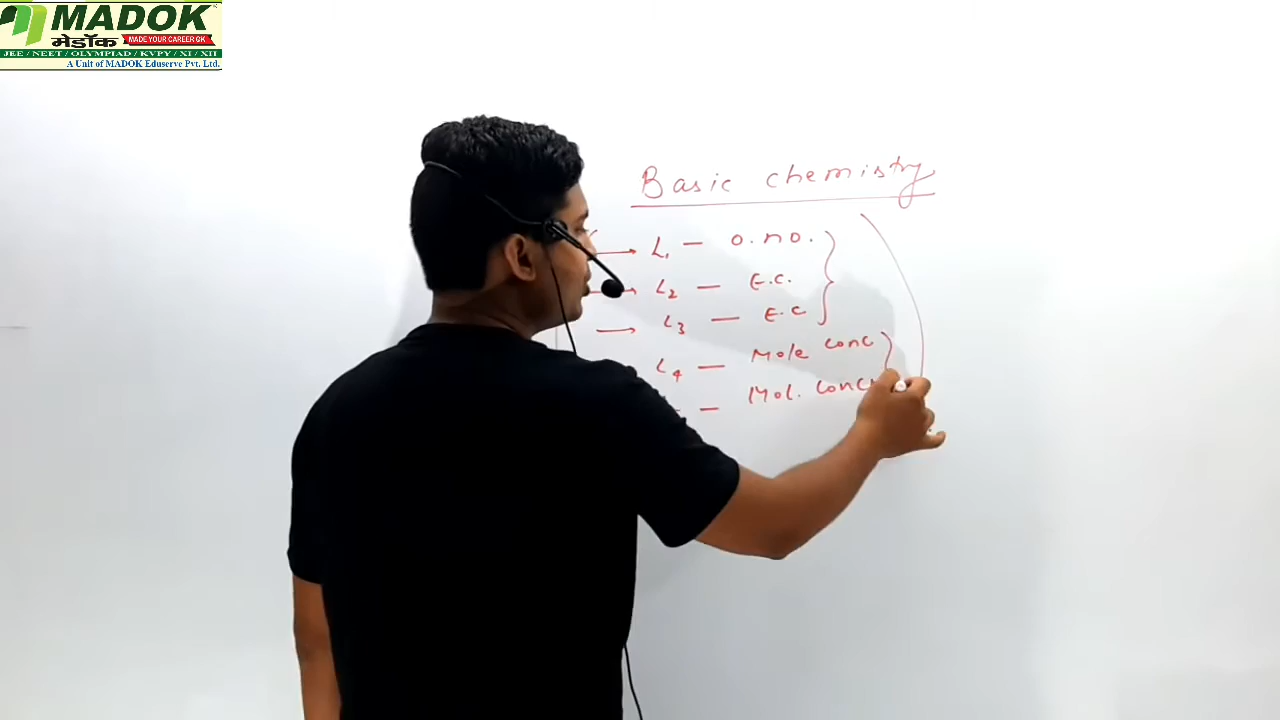 MADOK
मेडॉक MADE YOUR CAREER GK
JEE / NEET / OLYMPIAD / KVPY / XI / XII
A Unit of MADOK Eduserve Pvt. Ltd.
Basic chemistry
L1 — O.NO.
L2 — E.C.
L3 — E.C
L4 — Mole conc
— Mol. conc